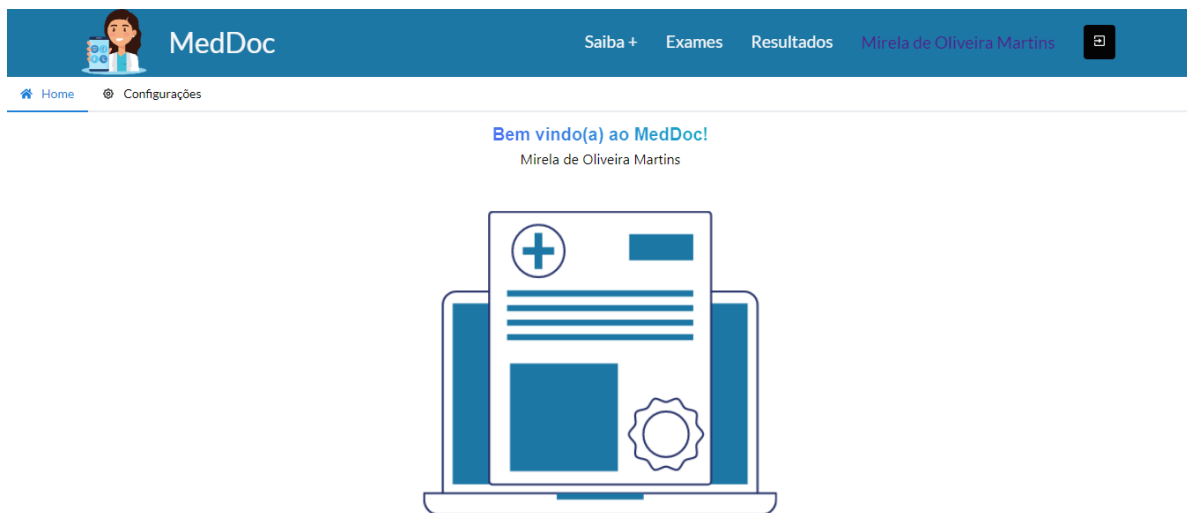 MedDoc
Saiba + Exames Resultados Mirela de Oliveira Martins
Home Configurações
Bem vindo(a) ao MedDoc!
Mirela de Oliveira Martins